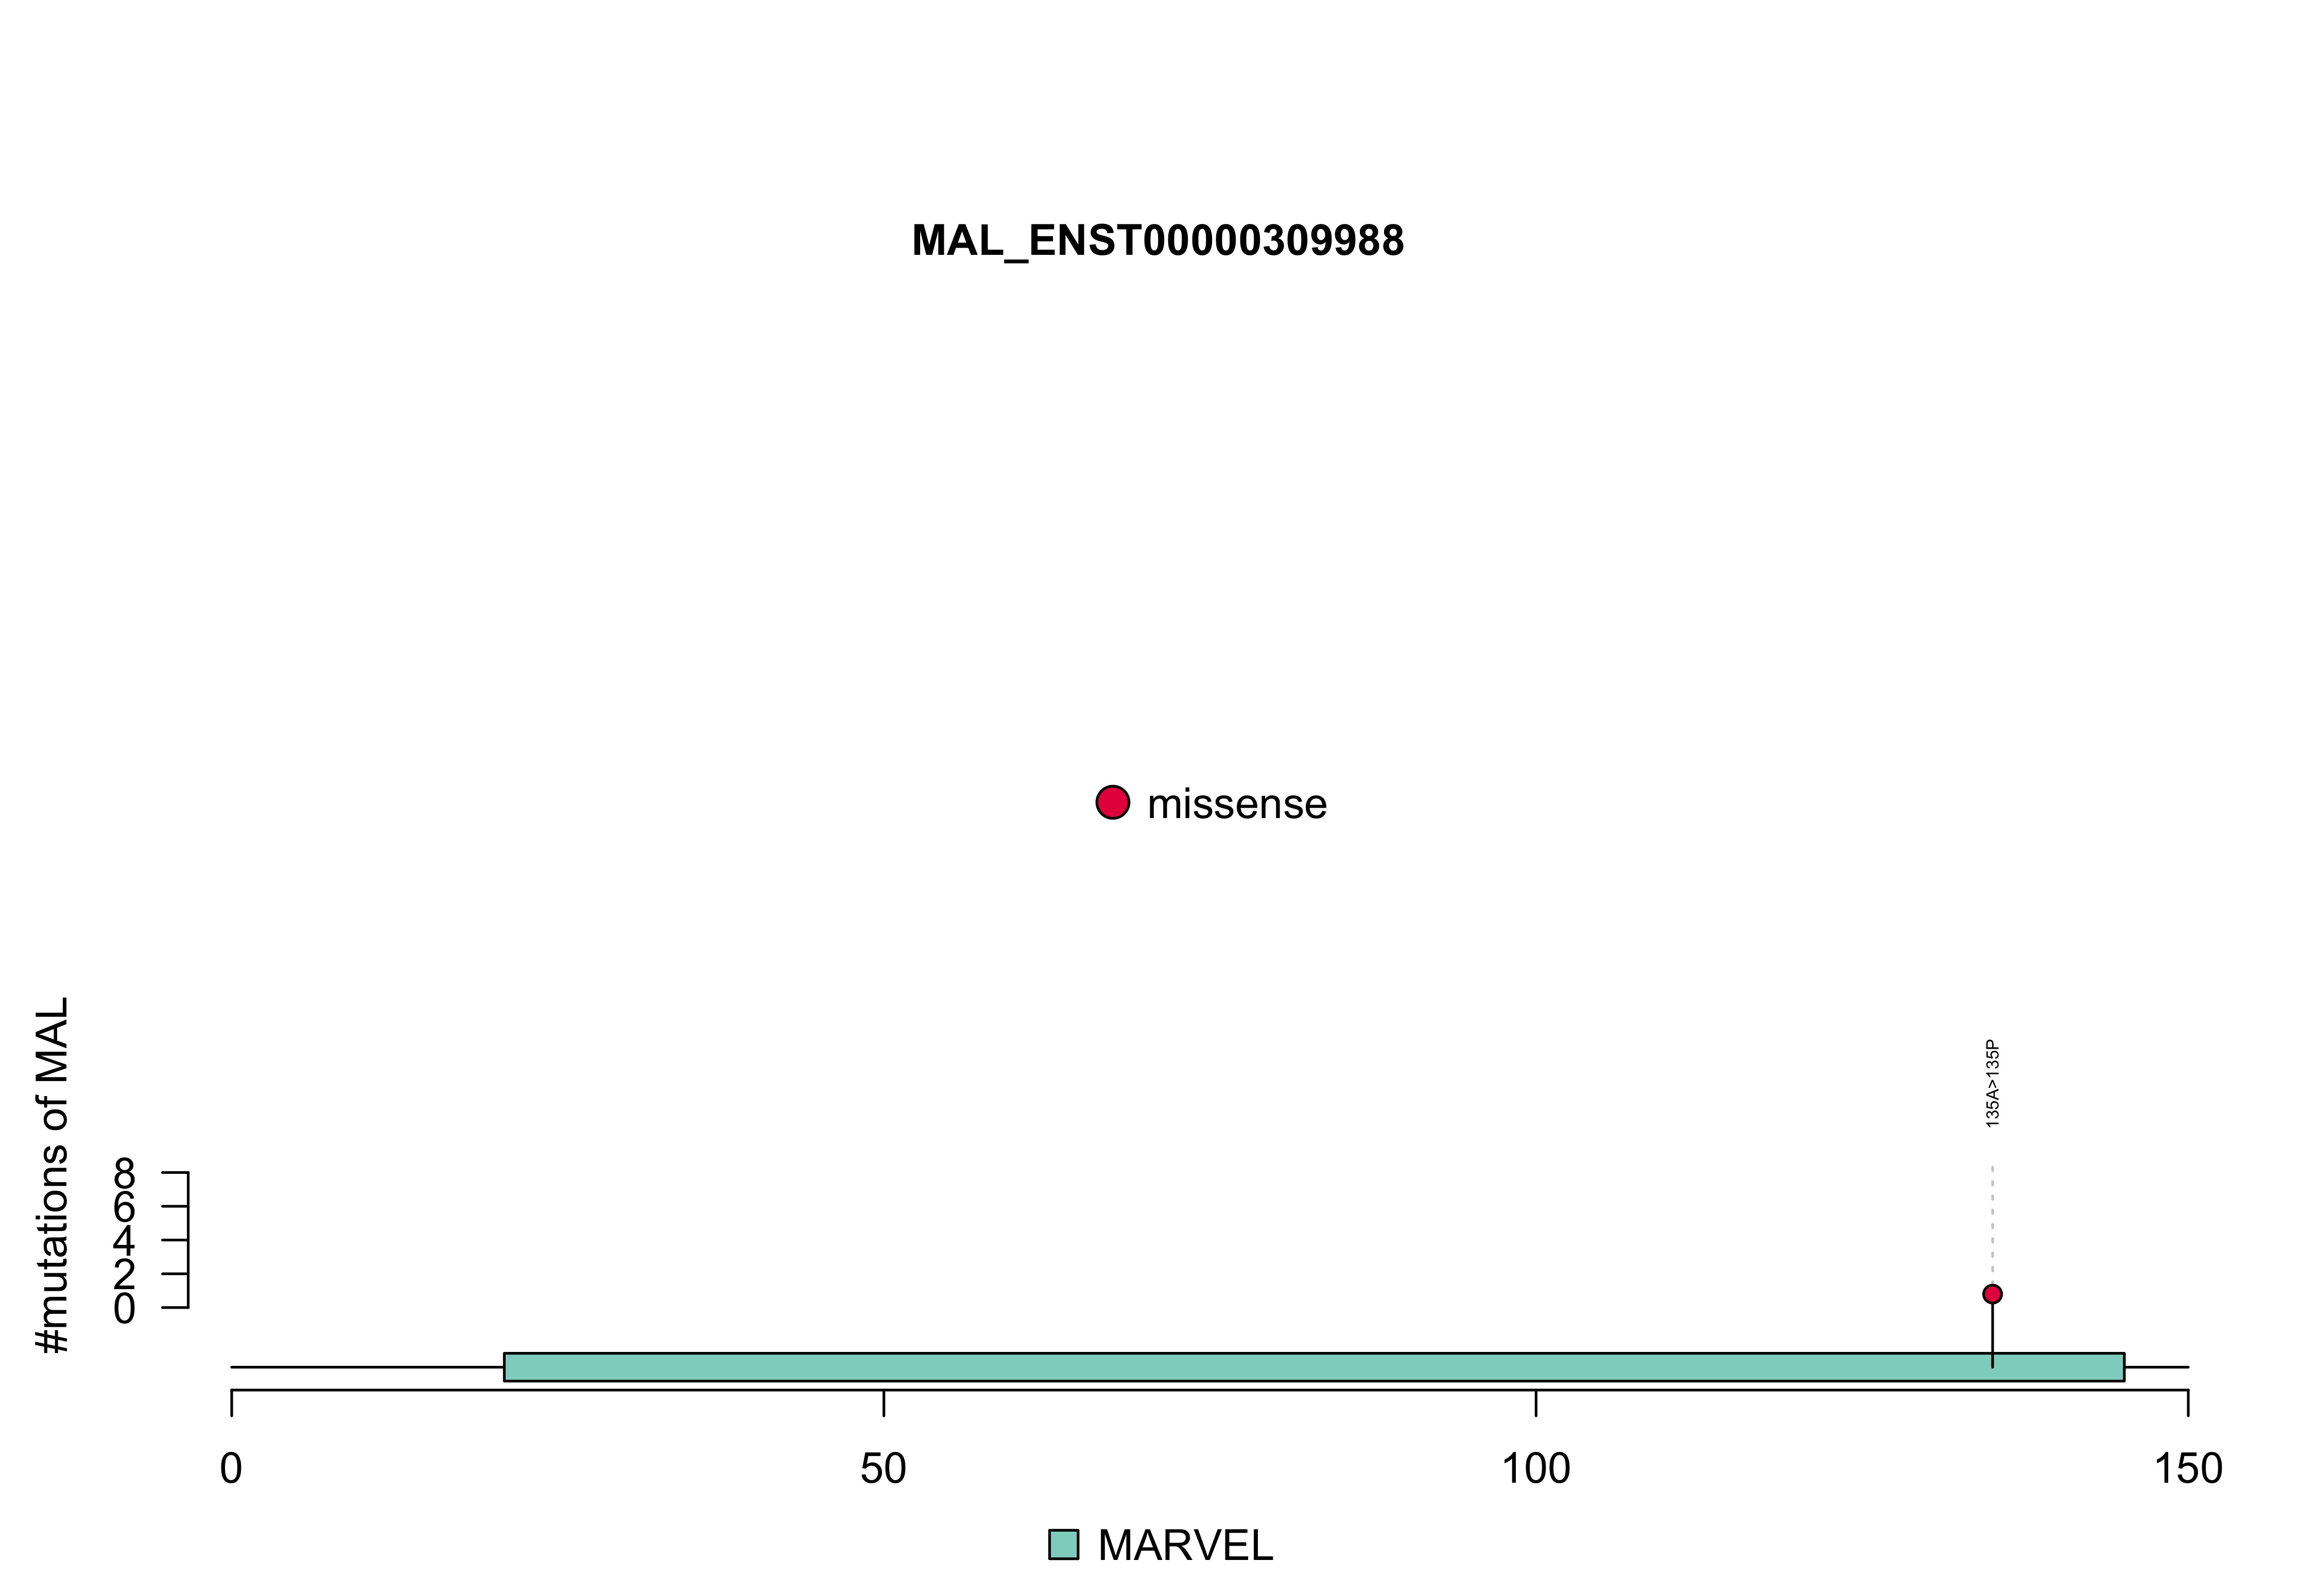 MAL_ENST00000309988
missense
#mutations of MAL
135A>135P
8
6
4
2
0
0 50 100 150
MARVEL